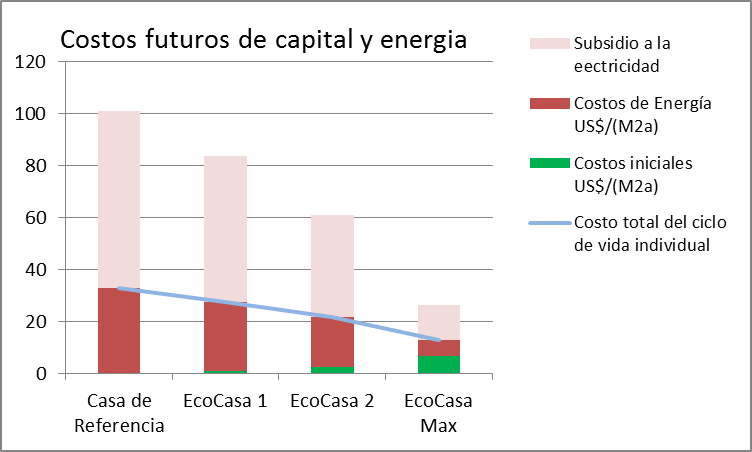 Costos futuros de capital y energia
120
100
80
60
40
20
0
Casa de
Referencia
EcoCasa 1
EcoCasa 2
EcoCasa
Max
Subsidio a la
eectricidad
Costos de Energía
US$/(M2a)
Costos iniciales
US$/(M2a)
Costo total del ciclo
de vida individual